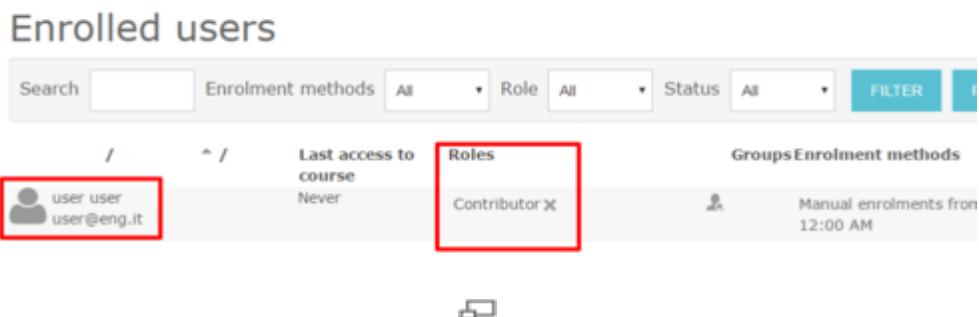 Enrolled users
Search Enrolment methods All Role All Status All FILTER
/ / Last access to course Roles Groups Enrolment methods
user user
user@eng.it
Never
Contributor
Manual enrolments from
12:00 AM